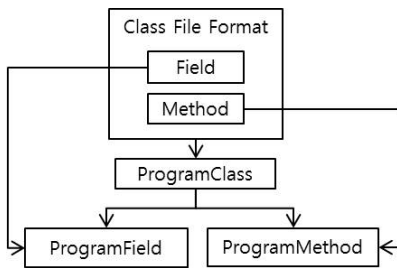 Class File Format
Field
Method
ProgramClass
ProgramField
ProgramMethod